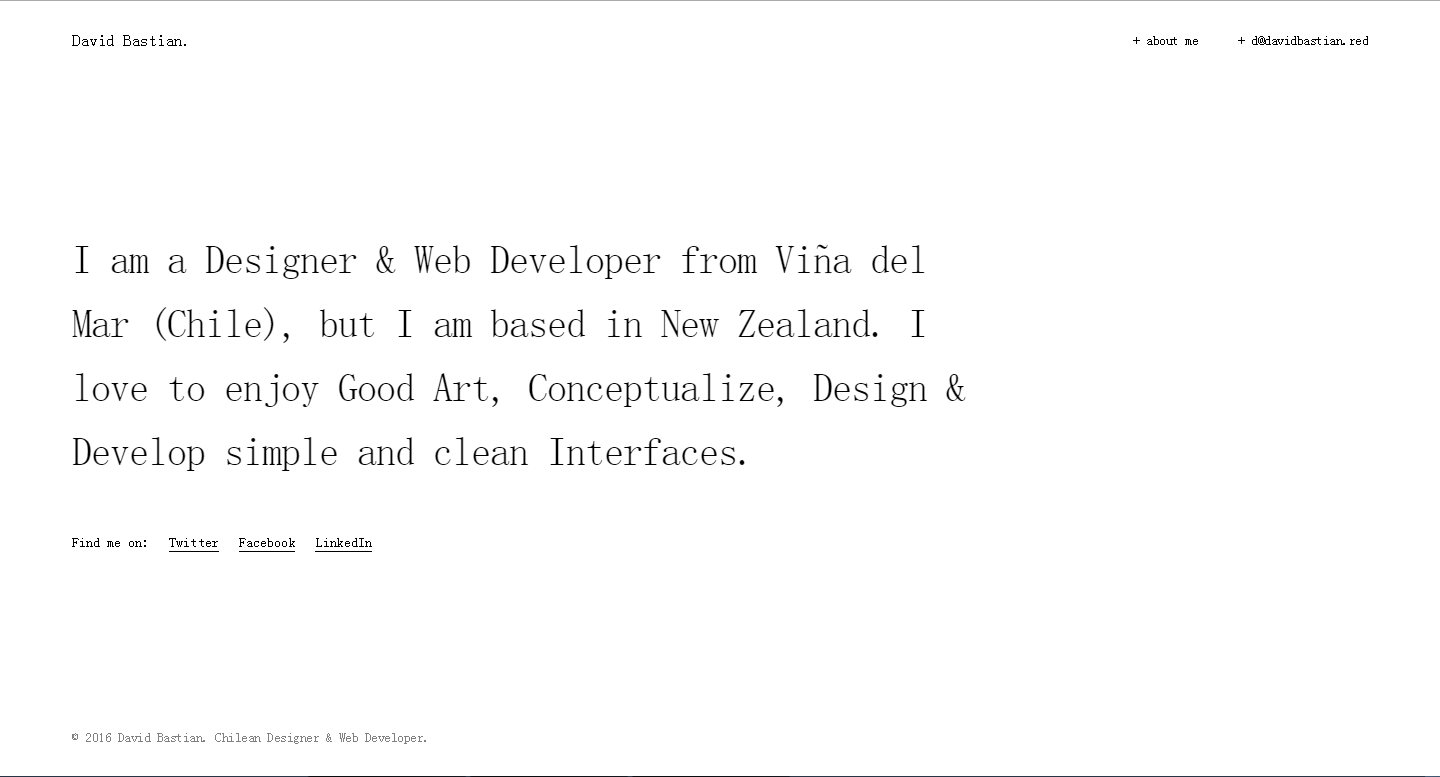 David Bastian.
+ about me
+ d@davidbastian.red
I am a Designer & Web Developer from Viña del
Mar (Chile), but I am based in New Zealand. I
love to enjoy Good Art, Conceptualize, Design &
Develop simple and clean Interfaces.
Find me on: Twitter Facebook LinkedIn
© 2016 David Bastian. Chilean Designer & Web Developer.